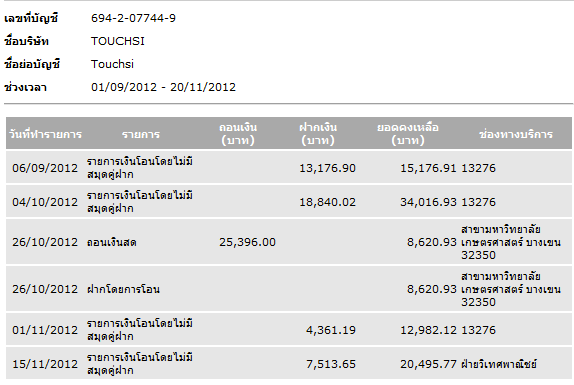 เลขที่บัญชี 694-2-07744-9
ชื่อบริษัท TOUCHSI
ชื่อย่อบัญชี Touchsi
ช่วงเวลา 01/09/2012 - 20/11/2012
วันที่ทำรายการ รายการ ถอนเงิน (บาท) ฝากเงิน (บาท) ยอดคงเหลือ (บาท) ช่องทางบริการ
06/09/2012 รายการเงินโอนโดยไม่มี 13,176.90 15,176.91 13276
สมุดคู่ฝาก
04/10/2012 รายการเงินโอนโดยไม่มี 18,840.02 34,016.93 13276
สมุดคู่ฝาก
สาขามหาวิทยาลัย
26/10/2012 ถอนเงินสด 25,396.00 8,620.93 เกษตรศาสตร์ บางเขน
32350
สาขามหาวิทยาลัย
26/10/2012 ฝากโดยการโอน 8,620.93 เกษตรศาสตร์ บางเขน
32350
01/11/2012 รายการเงินโอนโดยไม่มี 4,361.19 12,982.12 13276
สมุดคู่ฝาก
15/11/2012 รายการเงินโอนโดยไม่มี 7,513.65 20,495.77 ฝ่ายวิเทศพาณิชย์
สมุดคู่ฝาก